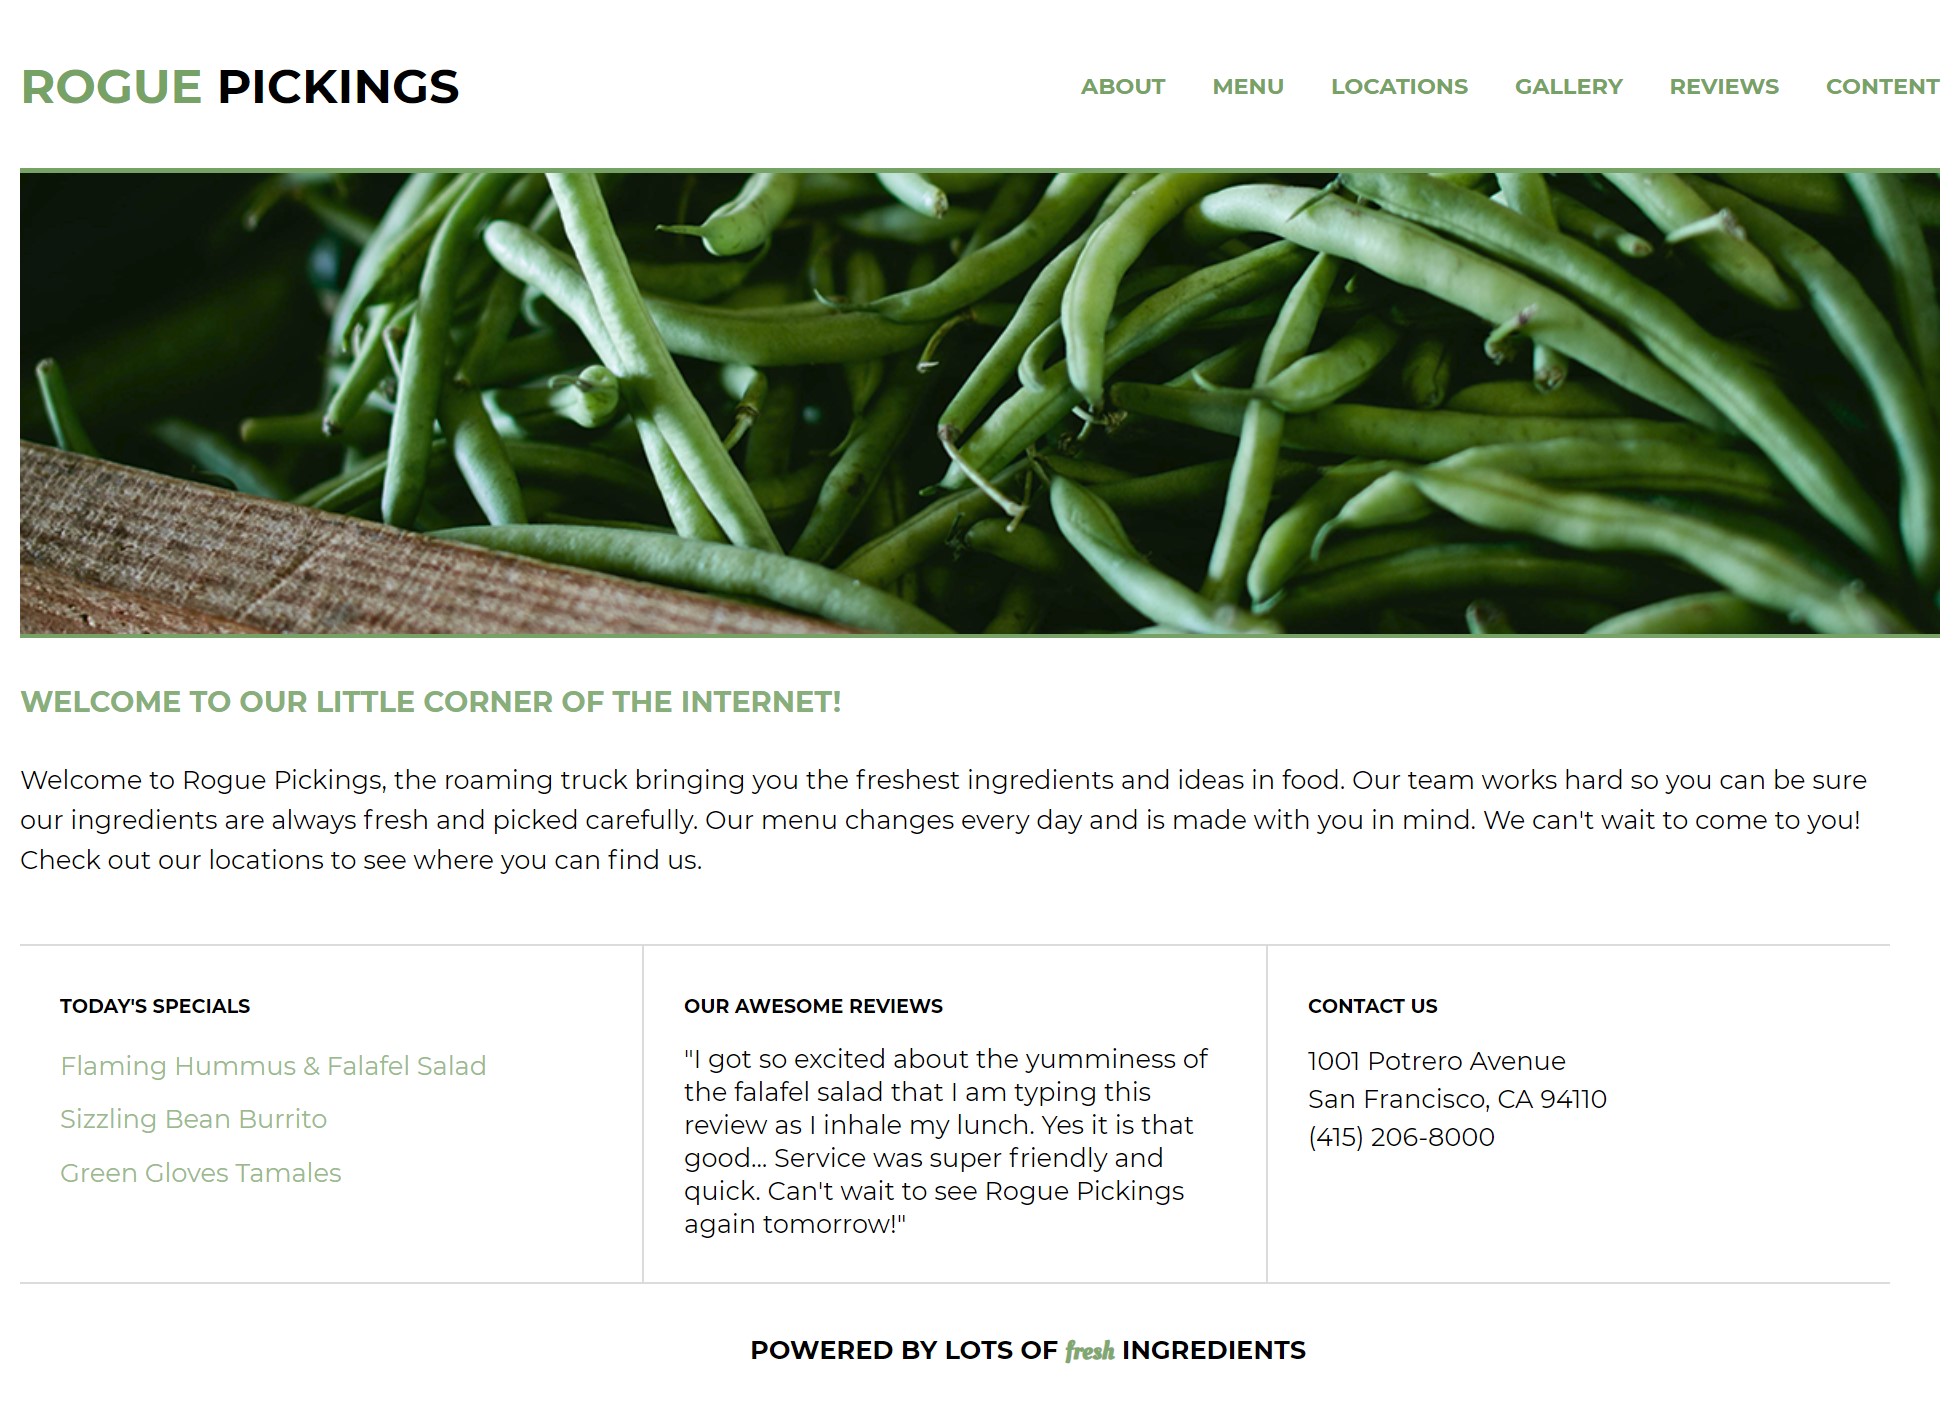 ROGUE PICKINGS
ABOUT MENU LOCATIONS GALLERY REVIEWS CONTENT
WELCOME TO OUR LITTLE CORNER OF THE INTERNET!
Welcome to Rogue Pickings, the roaming truck bringing you the freshest ingredients and ideas in food. Our team works hard so you can be sure
our ingredients are always fresh and picked carefully. Our menu changes every day and is made with you in mind. We can't wait to come to you!
Check out our locations to see where you can find us.
TODAY'S SPECIALS
Flaming Hummus & Falafel Salad
Sizzling Bean Burrito
Green Gloves Tamales
OUR AWESOME REVIEWS
"I got so excited about the yumminess of
the falafel salad that I am typing this
review as I inhale my lunch. Yes it is that
good... Service was super friendly and
quick. Can't wait to see Rogue Pickings
again tomorrow!"
CONTACT US
1001 Potrero Avenue
San Francisco, CA 94110
(415) 206-8000
POWERED BY LOTS OF fresh INGREDIENTS